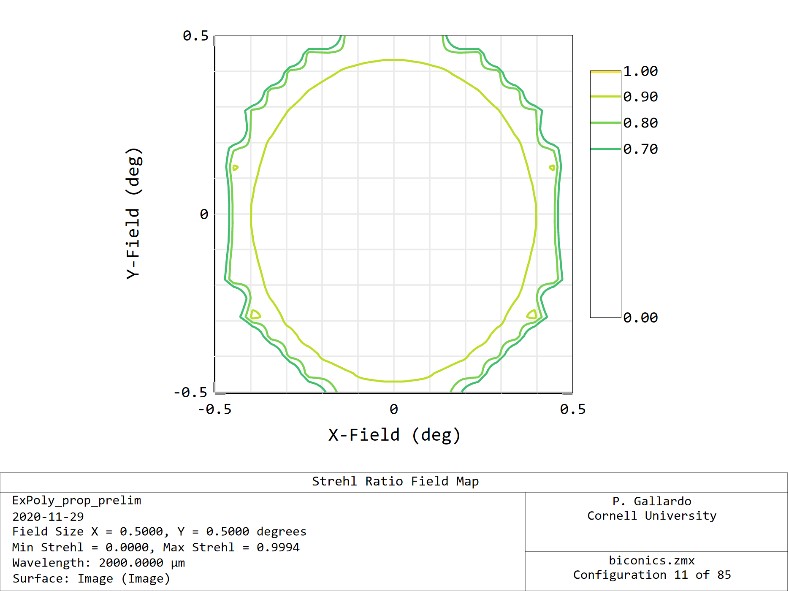 0.5
0
-0.5
Y-Field (deg)
-0.5 0 0.5
X-Field (deg)
1.00
0.90
0.80
0.70
0.00
Strehl Ratio Field Map
ExPoly_prop_prelim
2020-11-29
Field Size X = 0.5000, Y = 0.5000 degrees
Min Strehl = 0.0000, Max Strehl = 0.9994
Wavelength: 2000.0000 µm
Surface: Image (Image)
P. Gallardo
Cornell University
biconics.zmx
Configuration 11 of 85